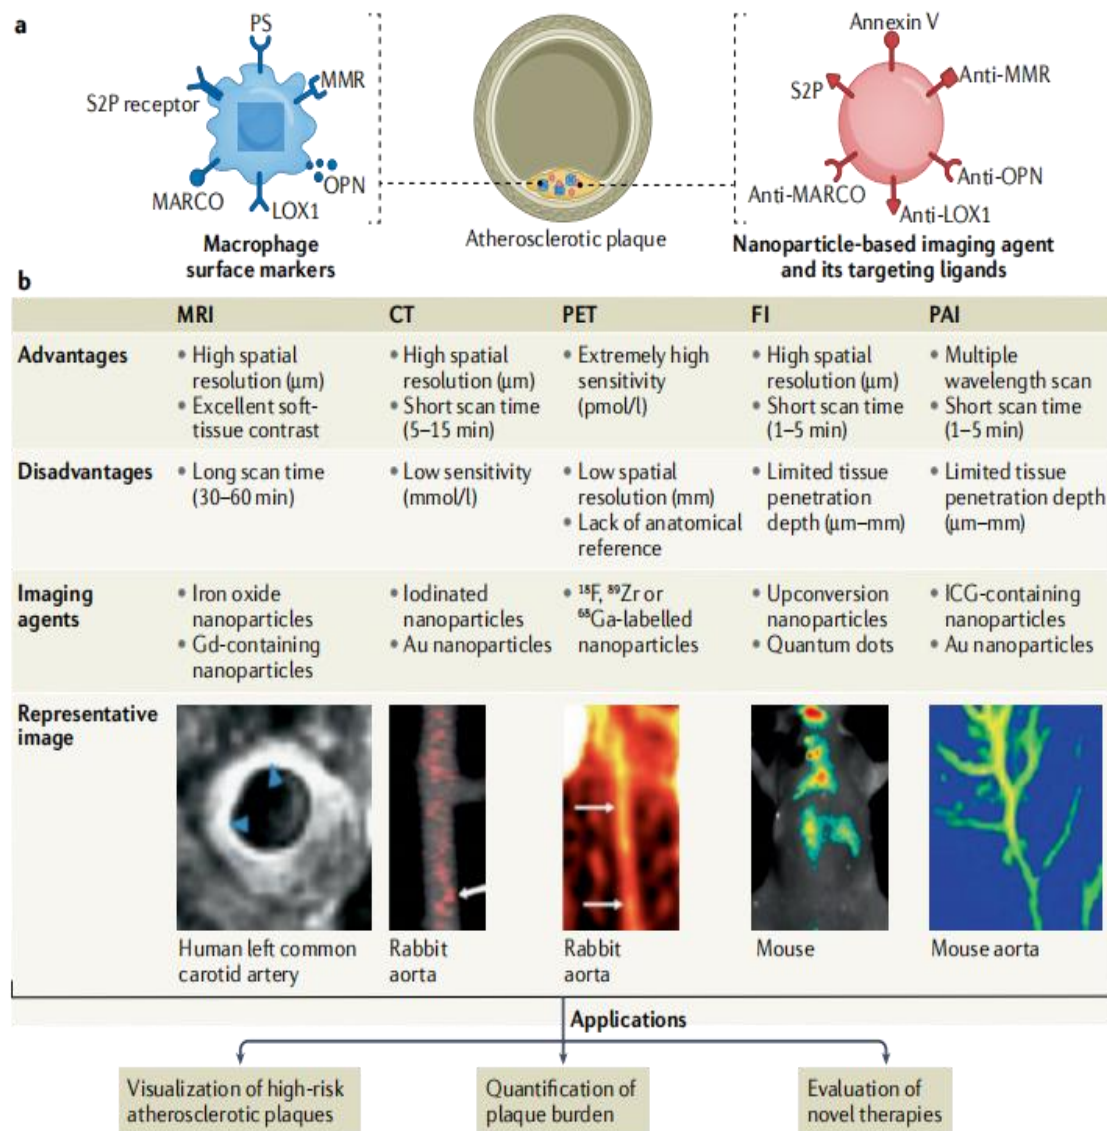 a
PS
MMR
S2P receptor
OPN
MARCO
LOX1
Macrophage
surface markers
Atherosclerotic plaque
Annexin V
Anti-MMR
S2P
Anti-OPN
Anti-MARCO
Anti-LOX1
Nanoparticle-based imaging agent
and its targeting ligands
b
MRI CT PET FI PAI
Advantages
• High spatial
resolution (μm)
• Excellent soft-
tissue contrast
• High spatial
resolution (μm)
• Short scan time
(5–15 min)
• Extremely high
sensitivity
(pmol/l)
• High spatial
resolution (μm)
• Short scan time
(1–5 min)
• Multiple
wavelength scan
• Short scan time
(1–5 min)
Disadvantages
• Long scan time
(30–60 min)
• Low sensitivity
(mmol/l)
• Low spatial
resolution (mm)
• Lack of anatomical
reference
• Limited tissue
penetration
depth (μm–mm)
• Limited tissue
penetration depth
(μm–mm)
Imaging
agents
• Iron oxide
nanoparticles
• Gd-containing
nanoparticles
• Iodinated
nanoparticles
• Au nanoparticles
• ¹⁸F, ⁸⁹Zr or
⁶⁸Ga-labelled
nanoparticles
• Upconversion
nanoparticles
• Quantum dots
• ICG-containing
nanoparticles
• Au nanoparticles
Representative
image
Human left common
carotid artery
Rabbit
aorta
Rabbit
aorta
Mouse
Mouse aorta
Applications
Visualization of high-risk
atherosclerotic plaques
Quantification of
plaque burden
Evaluation of
novel therapies